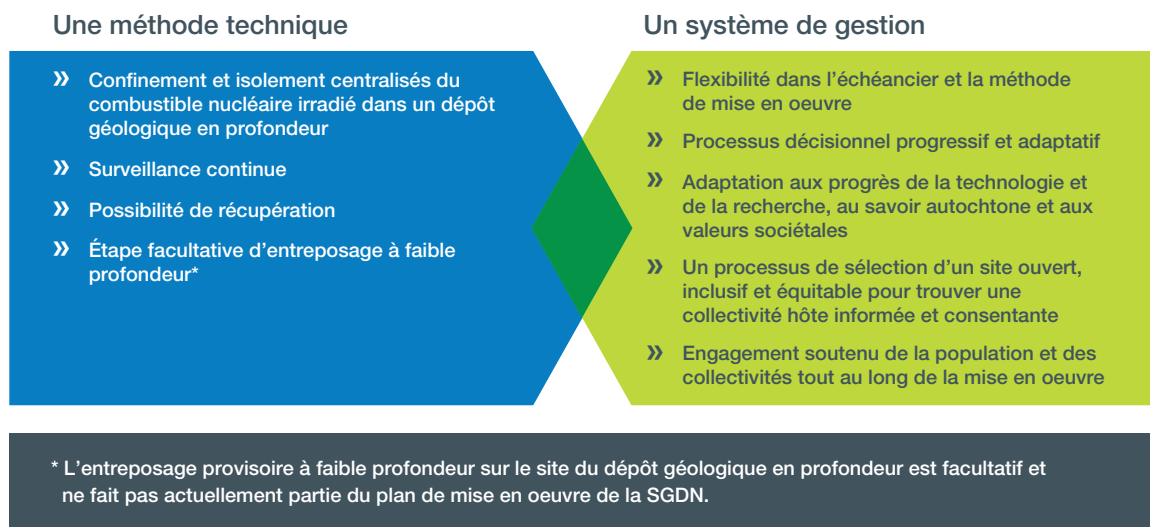 Une méthode technique
» Confinement et isolement centralisés du
combustible nucléaire irradié dans un dépôt
géologique en profondeur
» Surveillance continue
» Possibilité de récupération
» Étape facultative d’entreposage à faible
profondeur*
Un système de gestion
» Flexibilité dans l’échéancier et la méthode
de mise en oeuvre
» Processus décisionnel progressif et adaptatif
» Adaptation aux progrès de la technologie et
de la recherche, au savoir autochtone et aux
valeurs sociétales
» Un processus de sélection d’un site ouvert,
inclusif et équitable pour trouver une
collectivité hôte informée et consentante
» Engagement soutenu de la population et des
collectivités tout au long de la mise en oeuvre
* L’entreposage provisoire à faible profondeur sur le site du dépôt géologique en profondeur est facultatif et
ne fait pas actuellement partie du plan de mise en oeuvre de la SGDN.